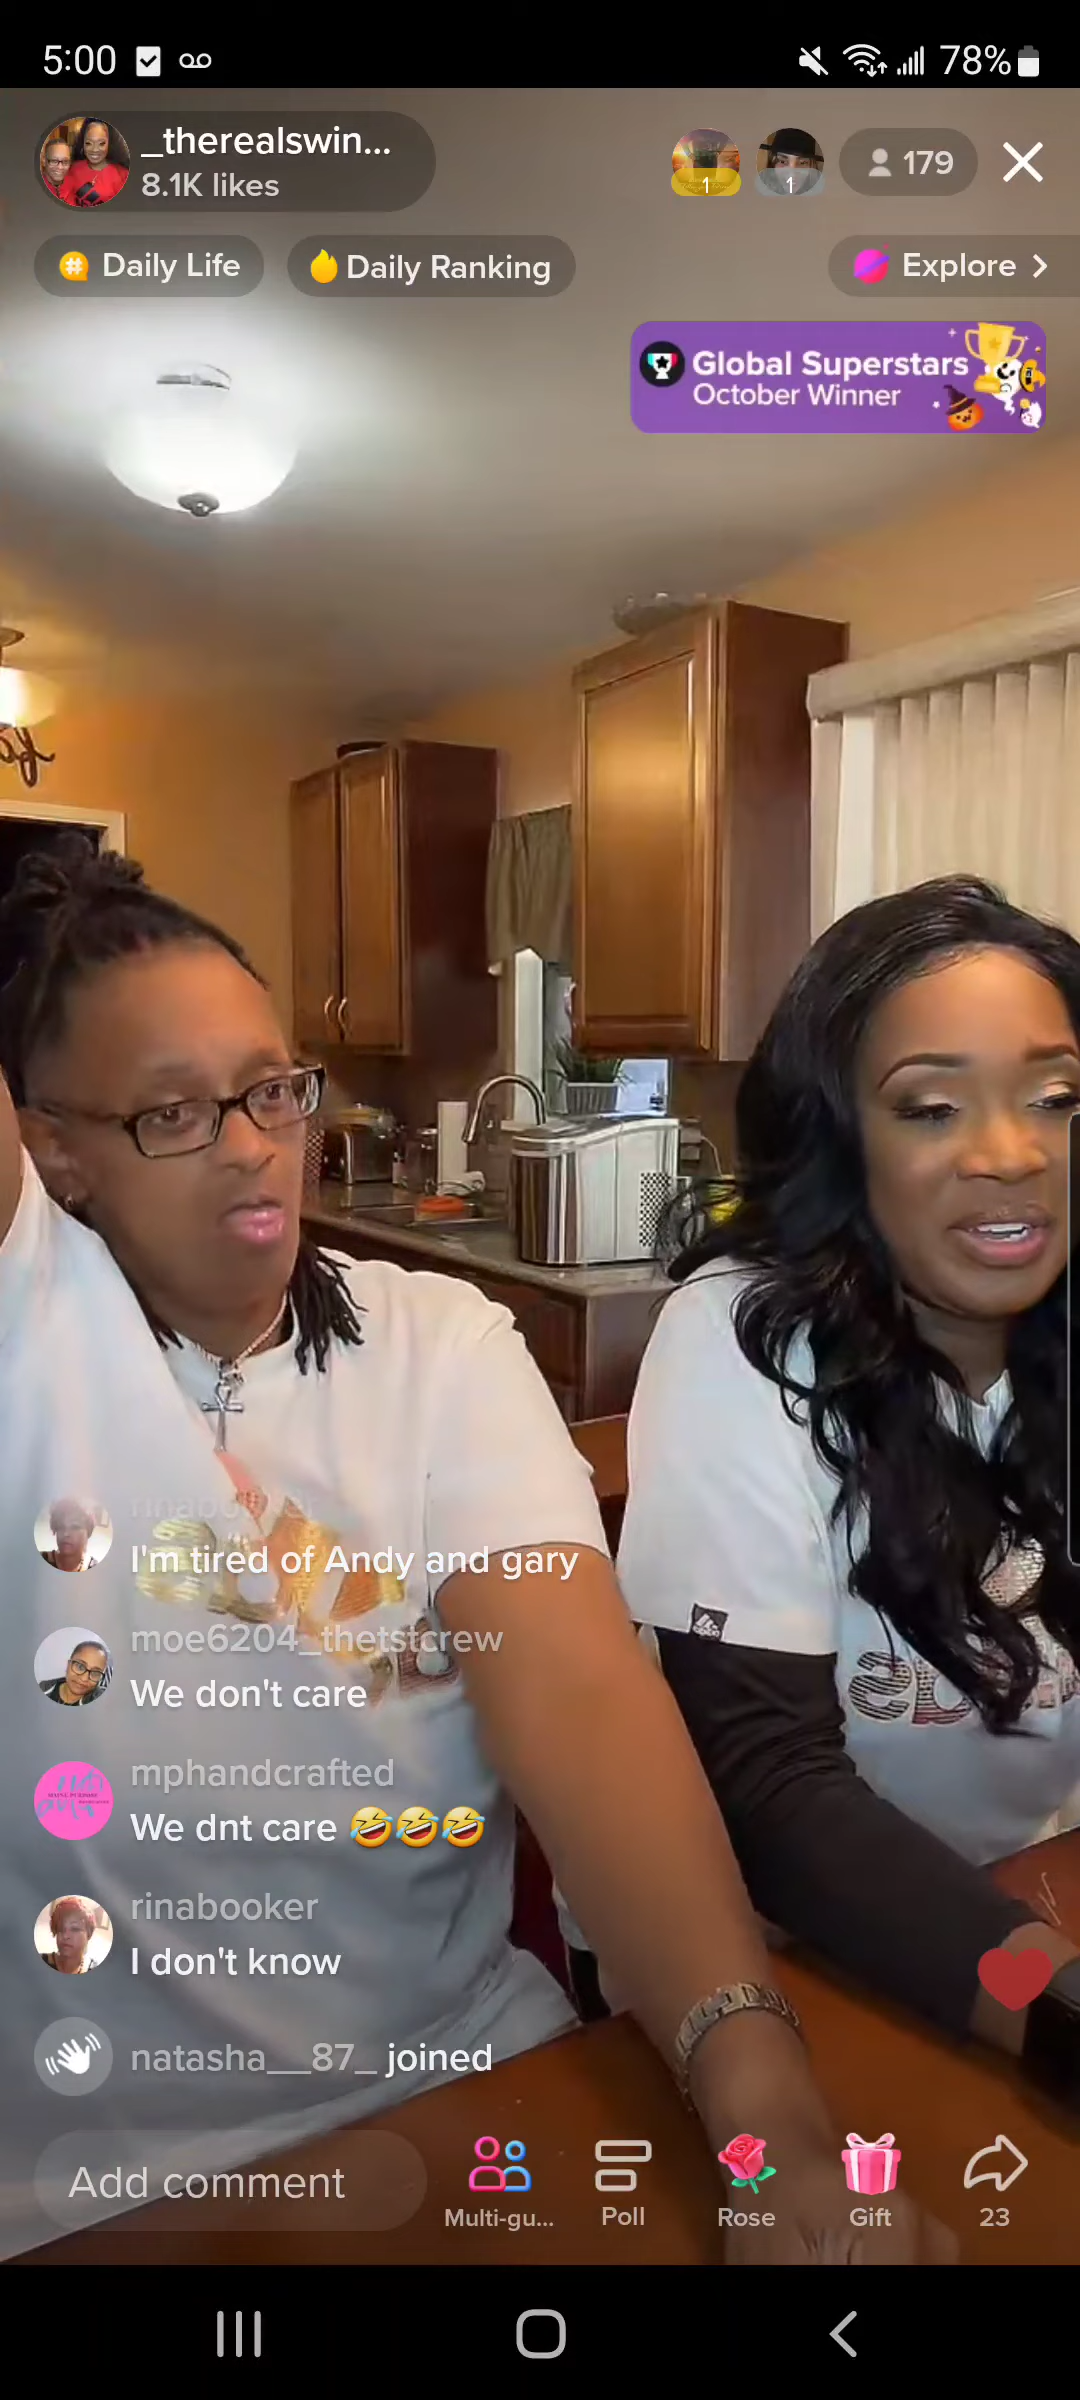 5:00
78%
_therealswin...
8.1K likes
1
1
179
Daily Life
Daily Ranking
Explore >
Global Superstars
October Winner
rinabooker
I'm tired of Andy and gary
moe6204_thetstcrew
We don't care
mphandcrafted
We dnt care 🤣🤣🤣
rinabooker
I don't know
natasha__87_ joined
Add comment
Multi-gu...
Poll
Rose
Gift
23